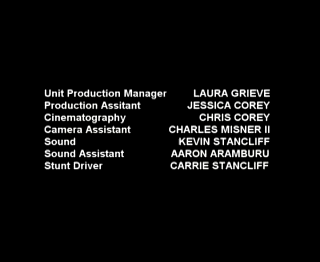 Unit Production Manager LAURA GRIEVE
Production Assitant JESSICA COREY
Cinematography CHRIS COREY
Camera Assistant CHARLES MISNER II
Sound KEVIN STANCLIFF
Sound Assistant AARON ARAMBURU
Stunt Driver CARRIE STANCLIFF